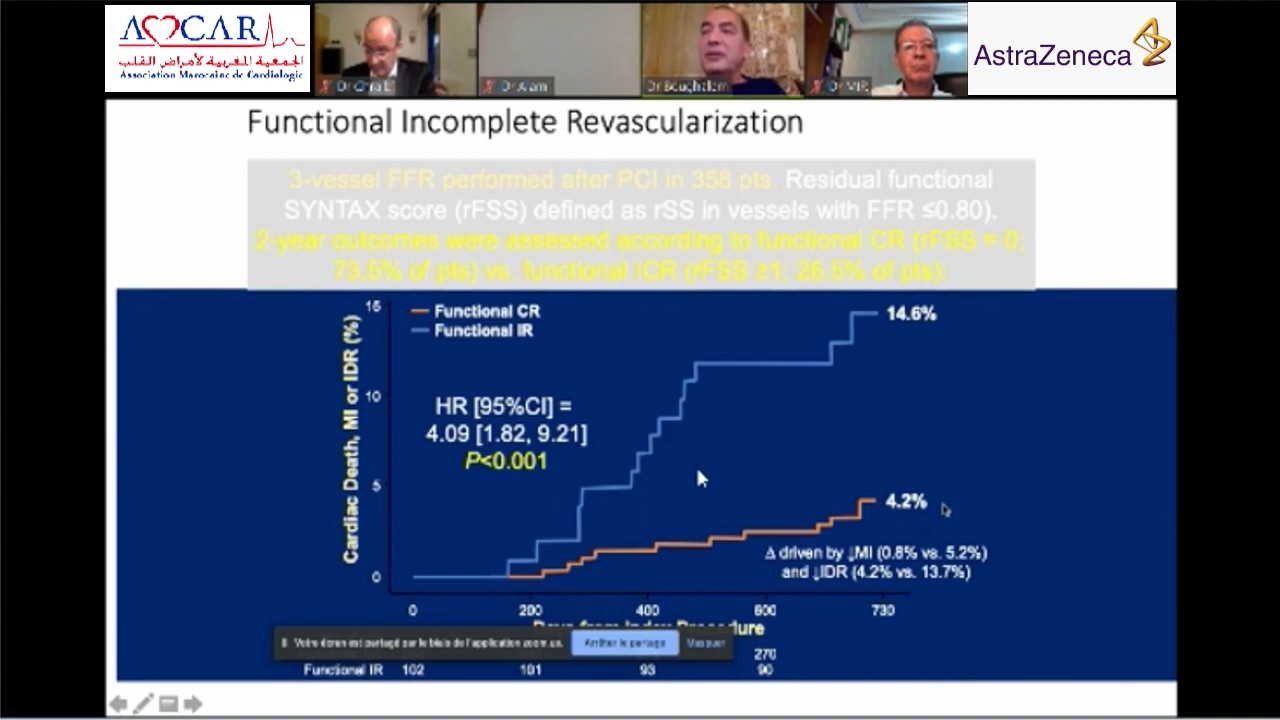 AMCAR
الجمعية المغربية لأمراض القلب
Association Marocaine de Cardiologie
Dr Alami
Dr Boughalem
Dr MIR
AstraZeneca
Functional Incomplete Revascularization
3-vessel FFR performed after PCI in 358 pts. Residual functional
SYNTAX score (rFSS) defined as rSS in vessels with FFR ≤0.80).
2-year outcomes were assessed according to functional CR (rFSS = 0;
73.5% of pts) vs. functional ICR (rFSS ≥1; 26.5% of pts):
Functional CR
Functional IR
Cardiac Death, MI or IDR (%)
15
10
5
0
14.6%
HR [95%CI] =
4.09 [1.82, 9.21]
P<0.001
4.2%
Δ driven by ↓MI (0.8% vs. 5.2%)
and ↓IDR (4.2% vs. 13.7%)
0 200 400 600 730
Days from Index Procedure
Votre écran est partagé par le biais de l'application zoom.us. Arrêter le partage Masquer
270
Functional IR 102 101 93 90